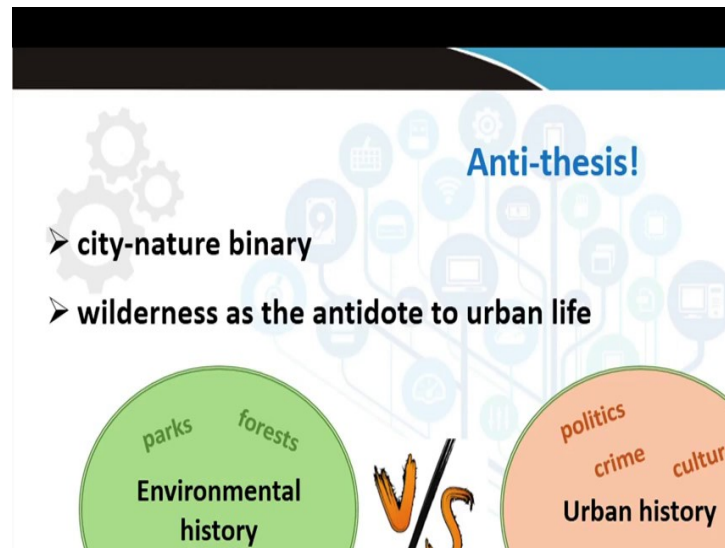 Anti-thesis!
city-nature binary
wilderness as the antidote to urban life
parks
forests
Environmental
history
V/S
politics
crime
cultur
Urban history